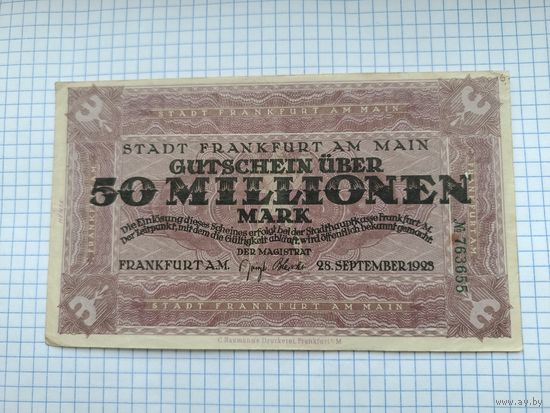 FRANKFURT AM MAIN
STADT FRANKFURT AM MAIN
GUTSCHEIN ÜBER
50 MILLIONEN
MARK
Die Einlösung dieses Scheines erfolgt bei der Stadthauptkasse Frankfurt a. M.
Der Zeitpunkt, mit dem die Gültigkeit abläuft, wird öffentlich bekannt gemacht.
DER MAGISTRAT
FRANKFURT A.M. 28. SEPTEMBER 1923
№ 763655
STADT FRANKFURT AM MAIN
C. Naumann's Druckerei, Frankfurt a/M
www.ay.by